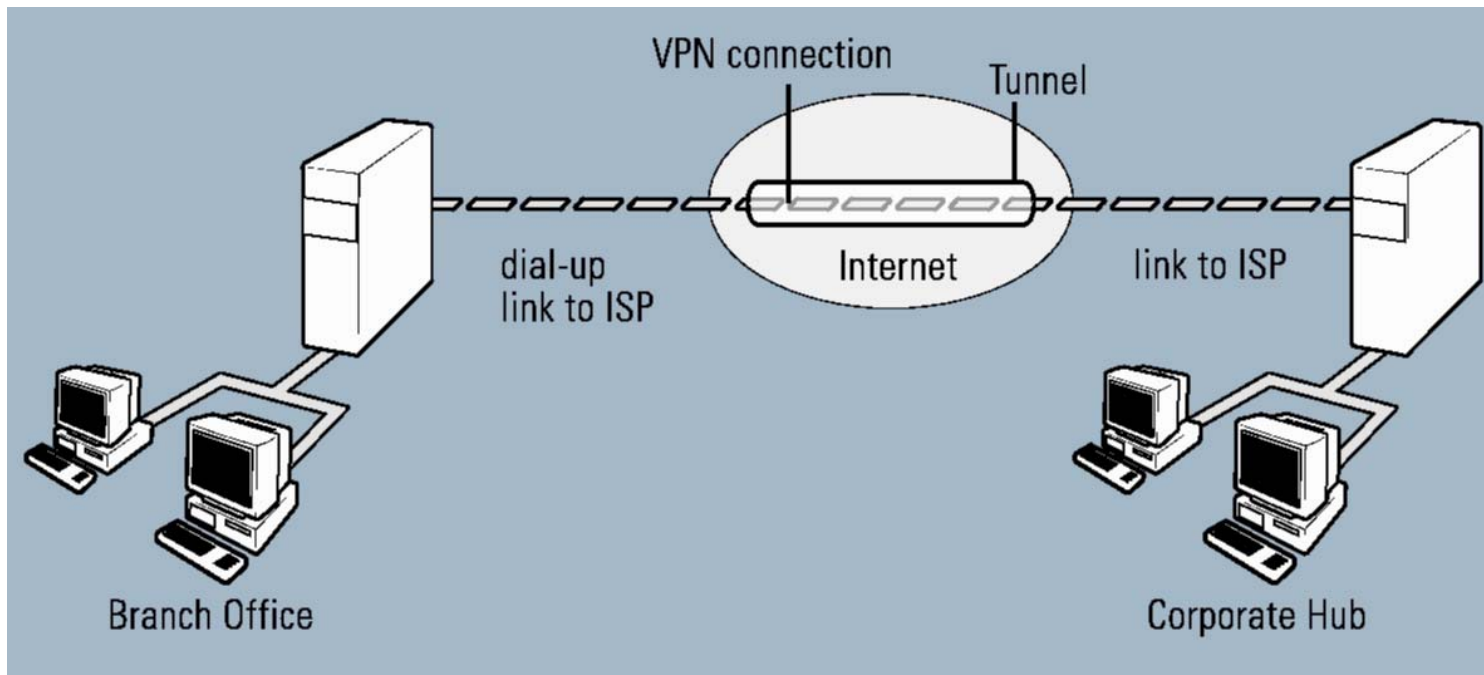 VPN connection
Tunnel
dial-up
link to ISP
Internet
link to ISP
Branch Office
Corporate Hub